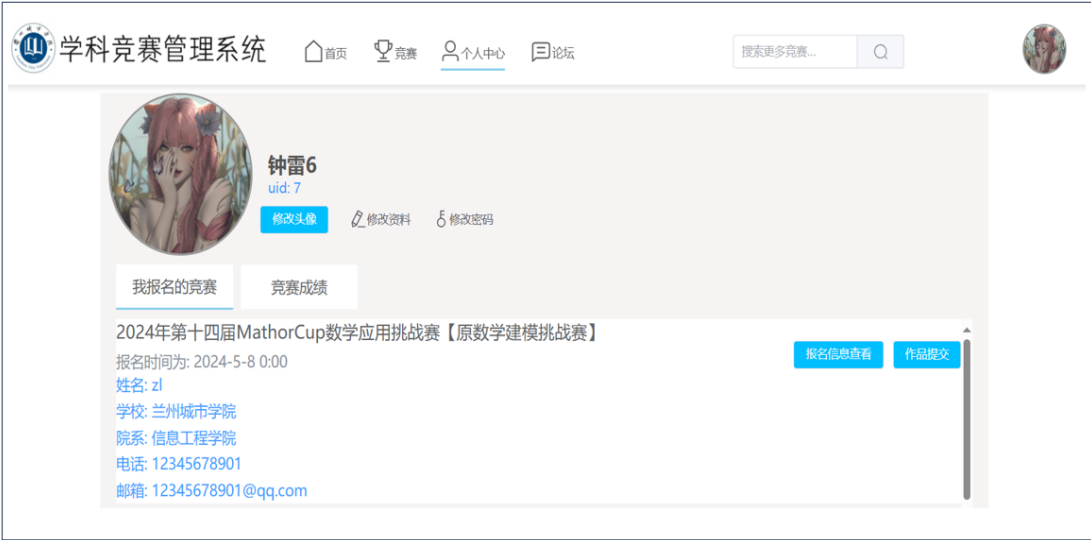 学科竞赛管理系统 首页 竞赛 个人中心 论坛 搜索更多竞赛...
钟雷6
uid: 7
修改头像 修改资料 修改密码
我报名的竞赛 竞赛成绩
2024年第十四届MathorCup数学应用挑战赛【原数学建模挑战赛】
报名时间为: 2024-5-8 0:00
报名信息查看 作品提交
姓名: zl
学校: 兰州城市学院
院系: 信息工程学院
电话: 12345678901
邮箱: 12345678901@qq.com